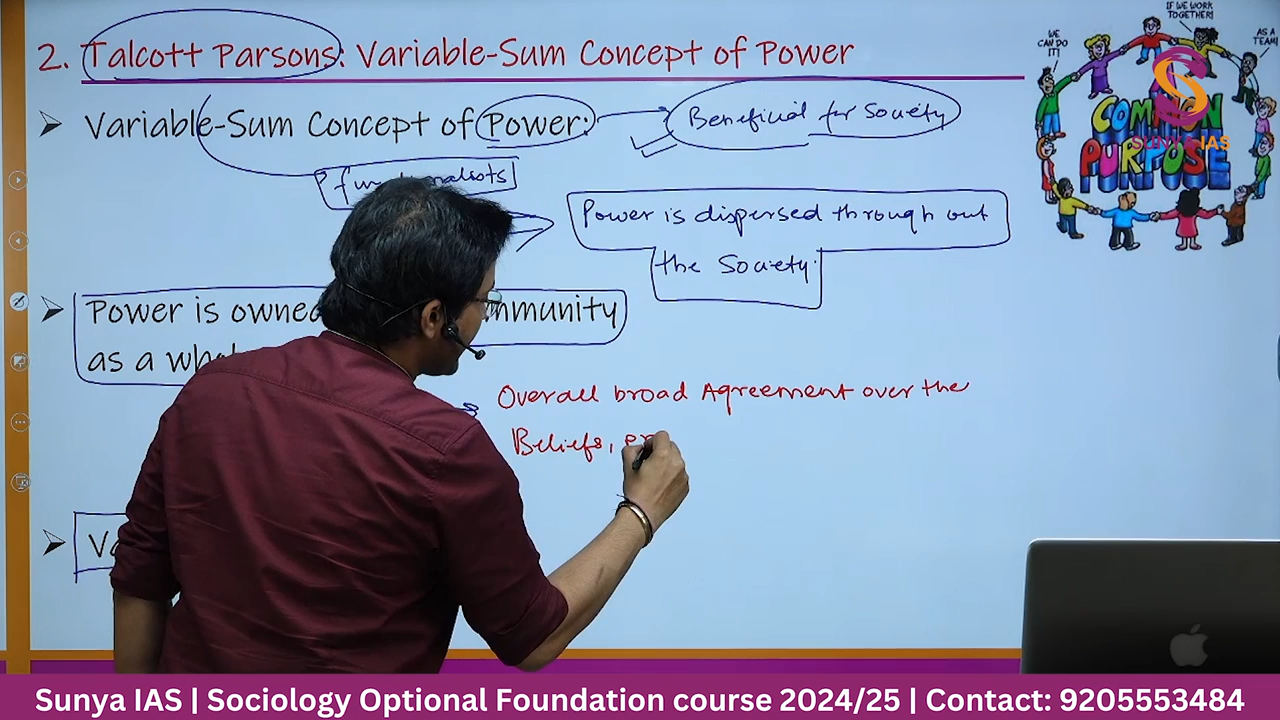 2. Talcott Parsons: Variable-Sum Concept of Power
Variable-Sum Concept of Power:
Beneficial for Society
Power is dispersed through out
the Society.
Power is owned mmunity
as a
Overall broad Agreement over the
Beliefs,
WE CAN DO IT!
IF WE WORK TOGETHER!
AS A TEAM!
COMMON
PURPOSE
SUNYA IAS
Sunya IAS | Sociology Optional Foundation course 2024/25 | Contact: 9205553484